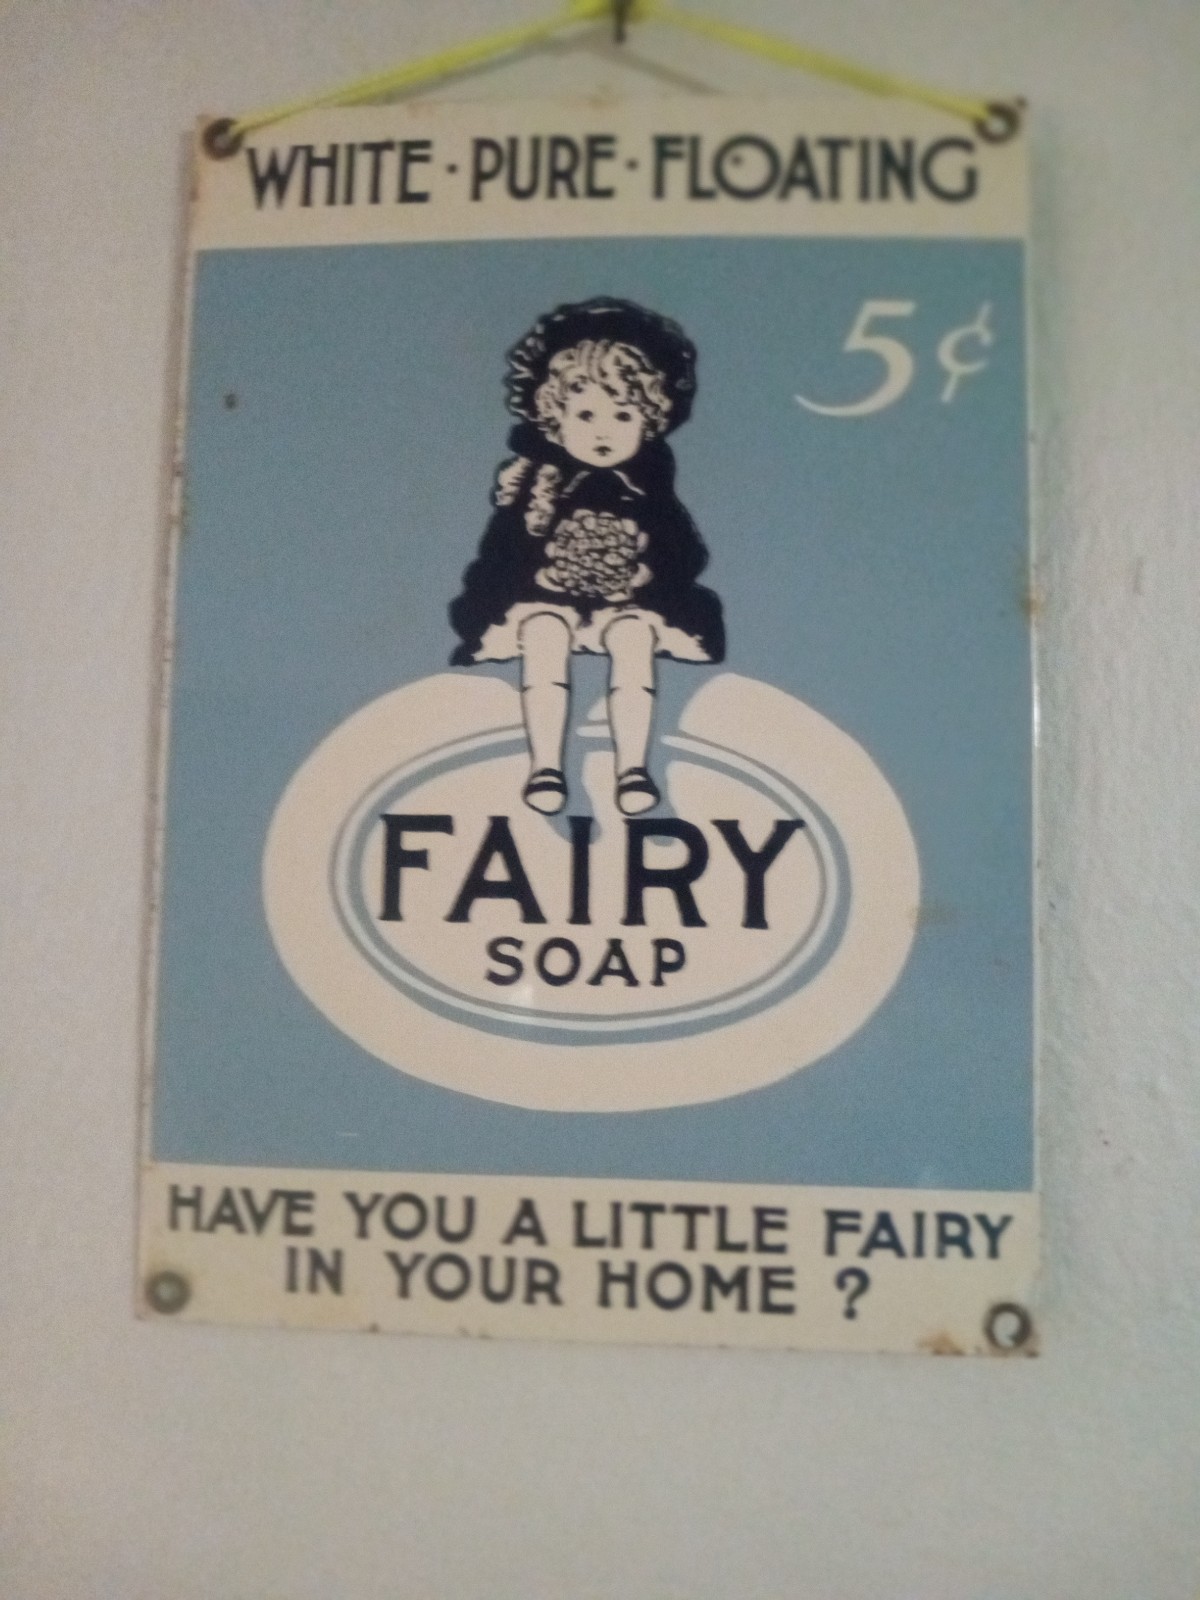 WHITE · PURE · FLOATING
5¢
FAIRY
SOAP
HAVE YOU A LITTLE FAIRY
IN YOUR HOME ?